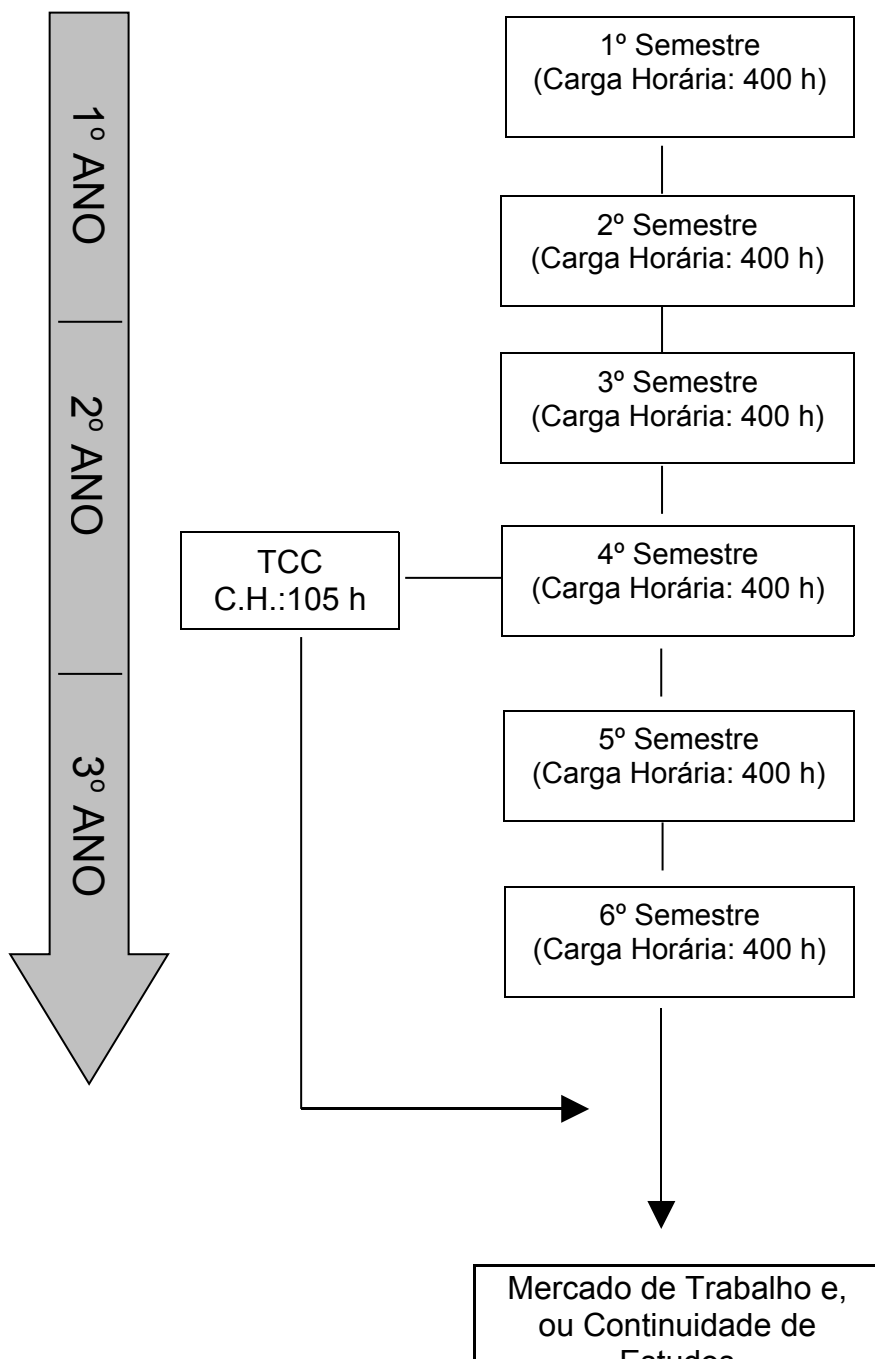 1º ANO
2º ANO
3º ANO
1º Semestre
(Carga Horária: 400 h)
2º Semestre
(Carga Horária: 400 h)
3º Semestre
(Carga Horária: 400 h)
TCC
C.H.:105 h
4º Semestre
(Carga Horária: 400 h)
5º Semestre
(Carga Horária: 400 h)
6º Semestre
(Carga Horária: 400 h)
Mercado de Trabalho e,
ou Continuidade de
Estudos